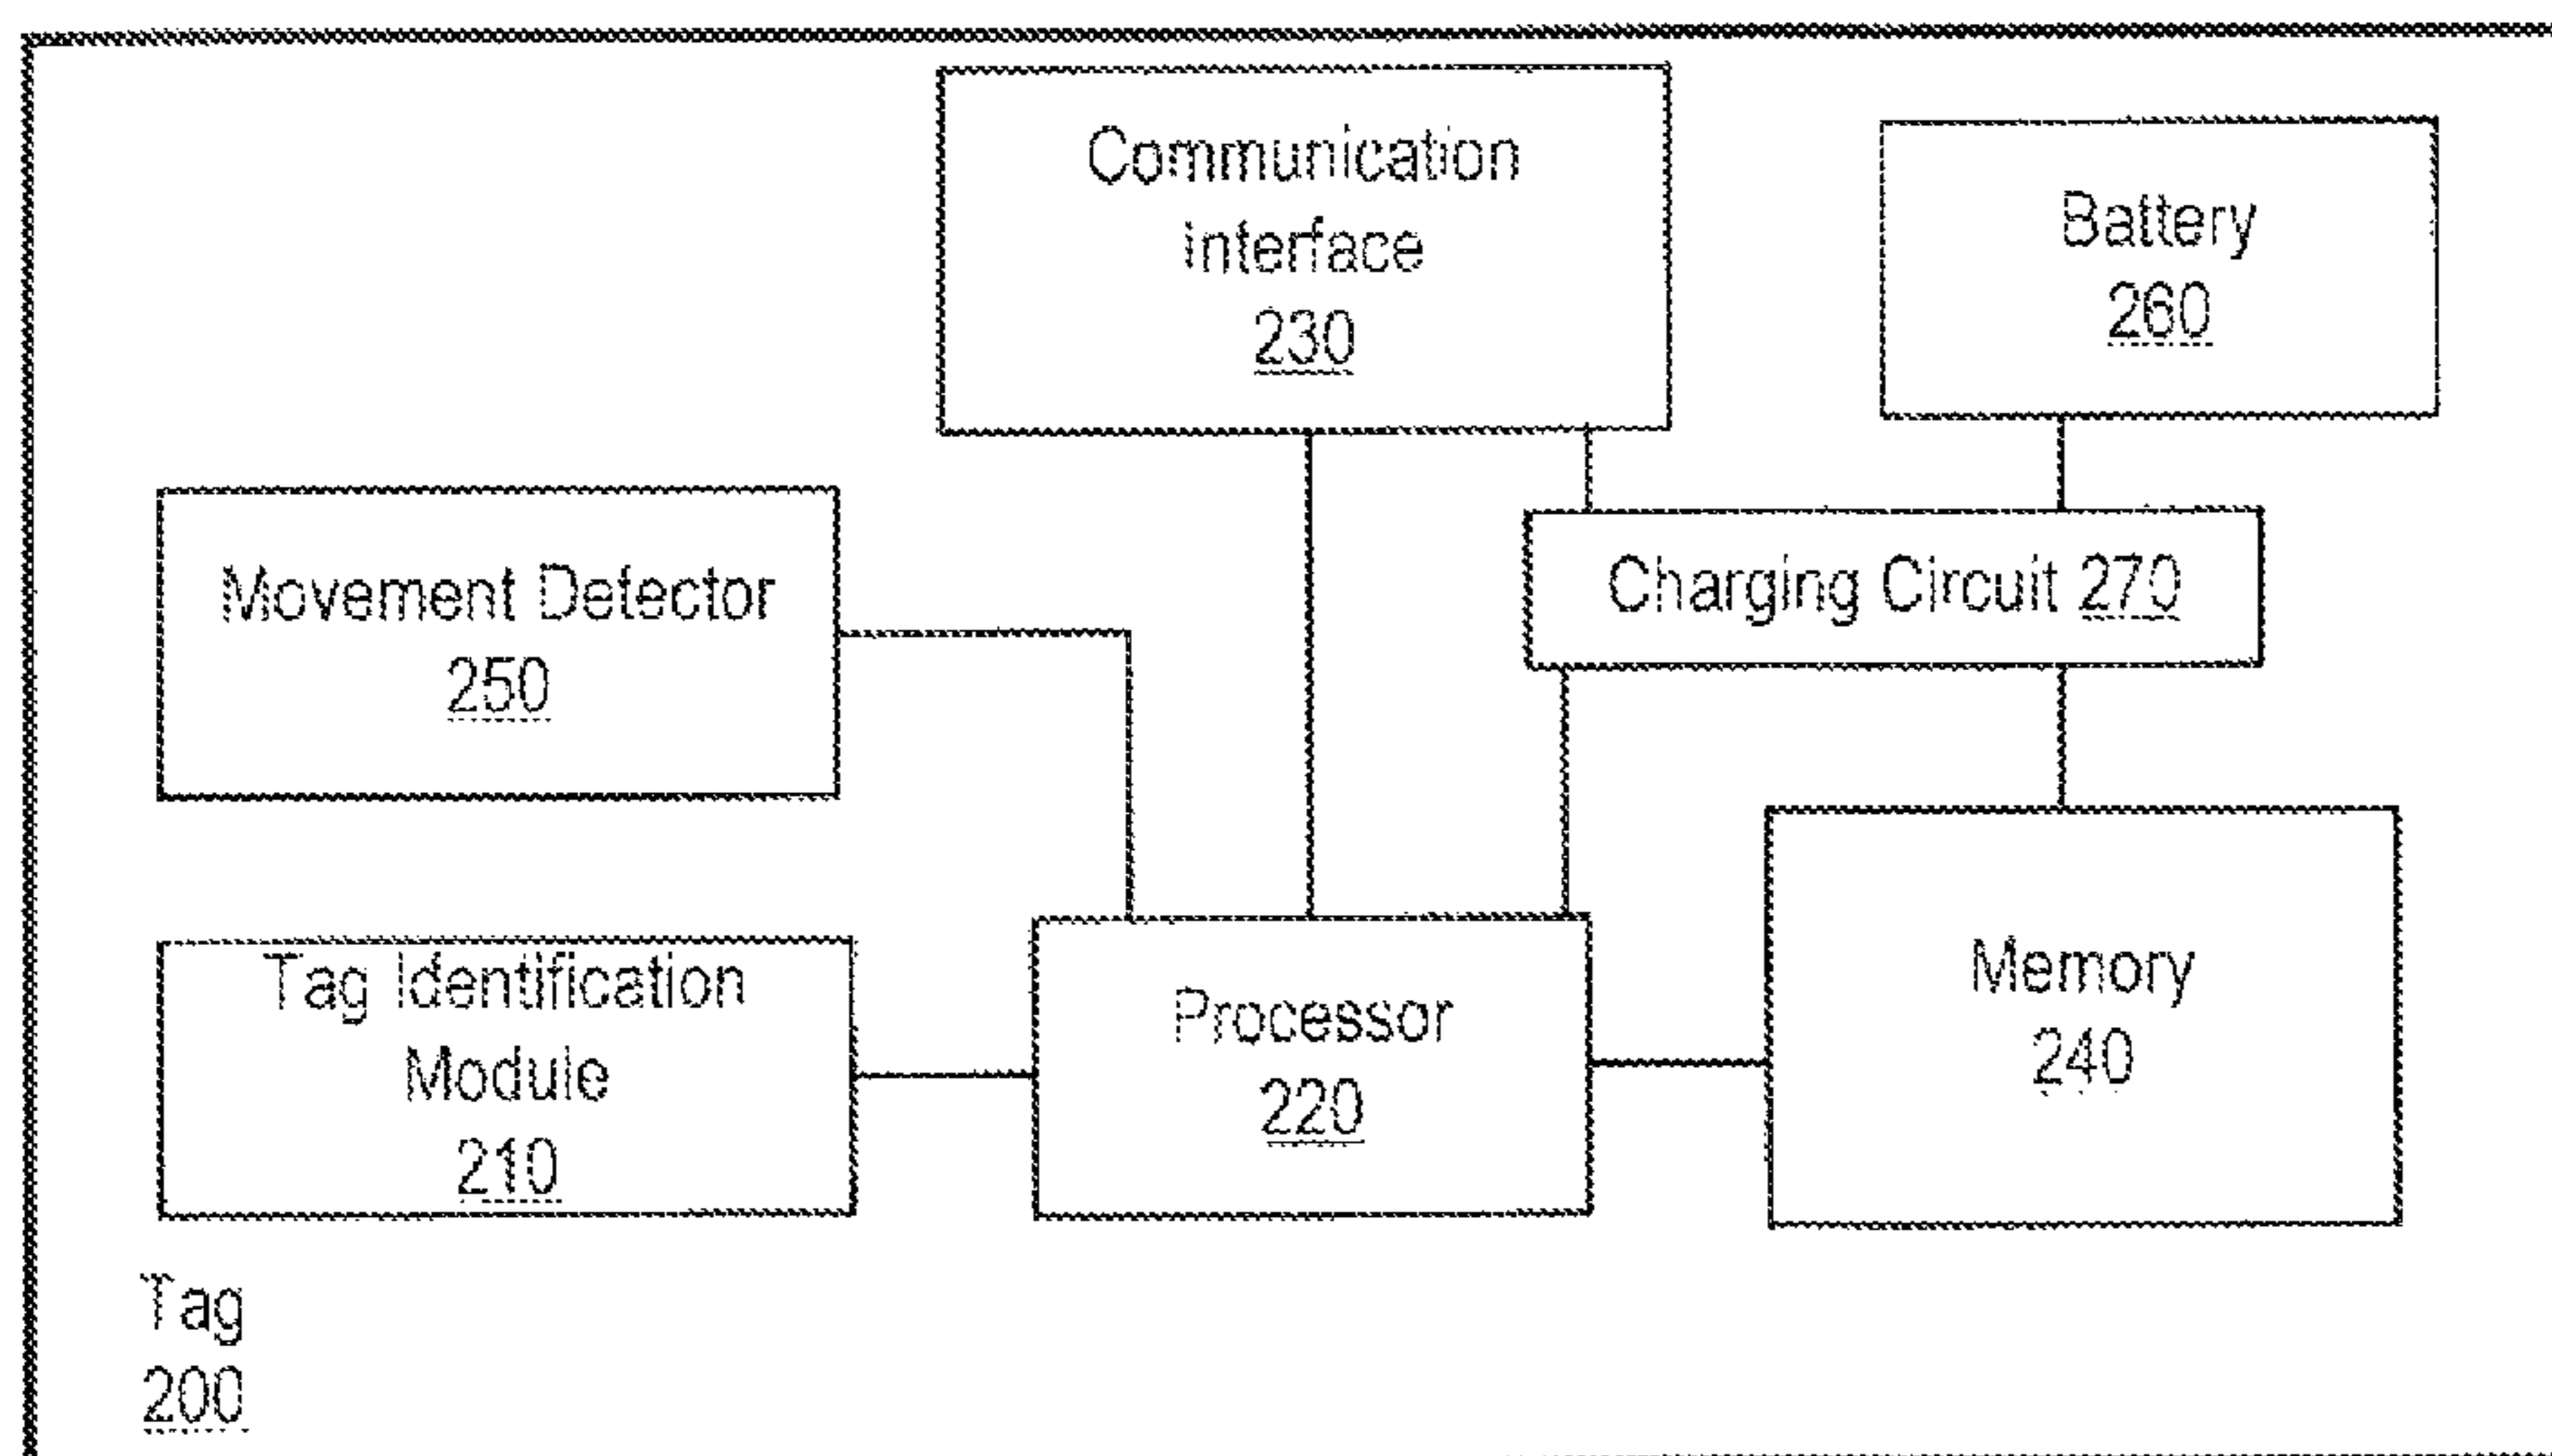 Communication
Interface
230
Battery
260
Movement Detector
250
Charging Circuit 270
Tag Identification
Module
210
Processor
220
Memory
240
Tag
200